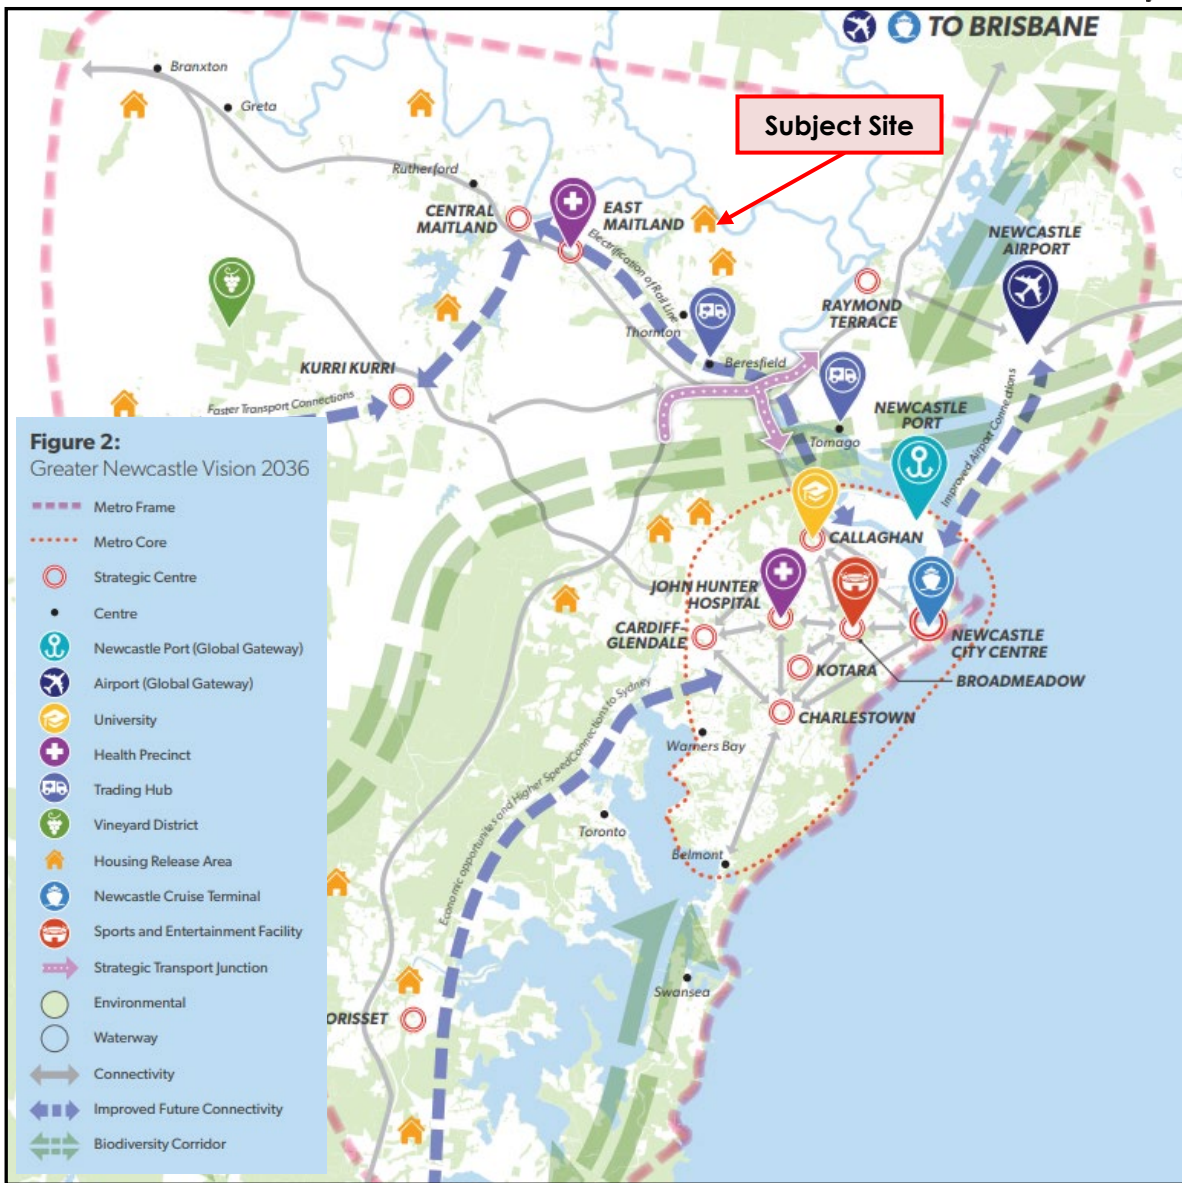 TO BRISBANE
Branxton
Greta
Subject Site
Rutherford
CENTRAL
MAITLAND
EAST
MAITLAND
Electrification of Rail Line
NEWCASTLE
AIRPORT
RAYMOND
TERRACE
Thornton
Beresfield
KURRI KURRI
Faster Transport Connections
NEWCASTLE
PORT
Tomago
Improved Airport Connections
CALLAGHAN
JOHN HUNTER
HOSPITAL
CARDIFF-
GLENDALE
NEWCASTLE
CITY CENTRE
KOTARA
BROADMEADOW
CHARLESTOWN
Warners Bay
Economic opportunites and Higher Speed Connections to Sydney
Toronto
Belmont
Swansea
ORISSET
Figure 2:
Greater Newcastle Vision 2036
Metro Frame
Metro Core
Strategic Centre
Centre
Newcastle Port (Global Gateway)
Airport (Global Gateway)
University
Health Precinct
Trading Hub
Vineyard District
Housing Release Area
Newcastle Cruise Terminal
Sports and Entertainment Facility
Strategic Transport Junction
Environmental
Waterway
Connectivity
Improved Future Connectivity
Biodiversity Corridor